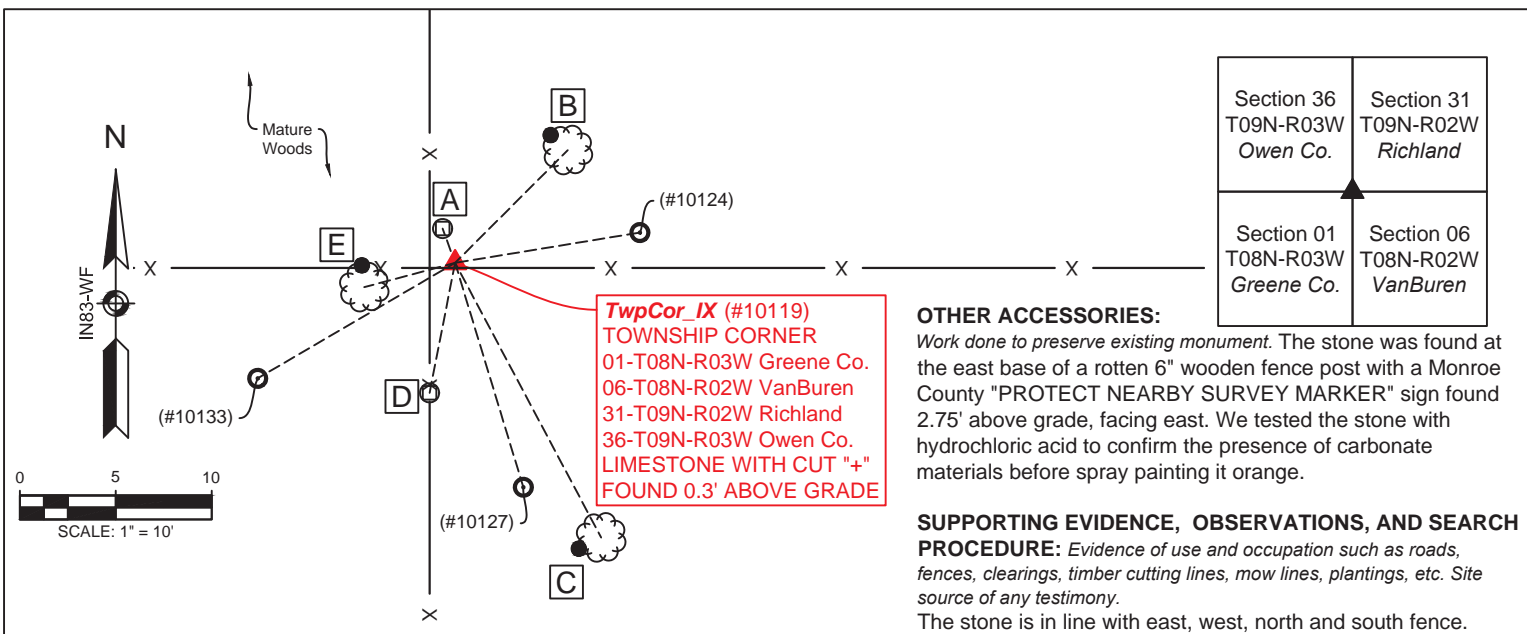 N
IN83-WF
0 5 10
SCALE: 1" = 10'
Mature
Woods
X
B
A
(#10124)
E
X
X
X
X
X
(#10133)
D
X
(#10127)
C
X
TwpCor_IX (#10119)
TOWNSHIP CORNER
01-T08N-R03W Greene Co.
06-T08N-R02W VanBuren
31-T09N-R02W Richland
36-T09N-R03W Owen Co.
LIMESTONE WITH CUT "+"
FOUND 0.3' ABOVE GRADE
Section 36
T09N-R03W
Owen Co.
Section 31
T09N-R02W
Richland
Section 01
T08N-R03W
Greene Co.
Section 06
T08N-R02W
VanBuren
OTHER ACCESSORIES:
Work done to preserve existing monument. The stone was found at
the east base of a rotten 6" wooden fence post with a Monroe
County "PROTECT NEARBY SURVEY MARKER" sign found
2.75' above grade, facing east. We tested the stone with
hydrochloric acid to confirm the presence of carbonate
materials before spray painting it orange.
SUPPORTING EVIDENCE, OBSERVATIONS, AND SEARCH
PROCEDURE: Evidence of use and occupation such as roads,
fences, clearings, timber cutting lines, mow lines, plantings, etc. Site
source of any testimony.
The stone is in line with east, west, north and south fence.